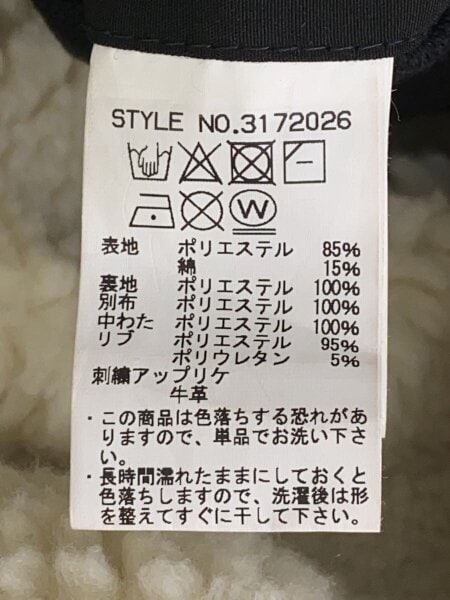 STYLE NO.3172026
W
表地 ポリエステル 85%
綿 15%
裏地 ポリエステル 100%
別布 ポリエステル 100%
中わた ポリエステル 100%
リブ ポリエステル 95%
ポリウレタン 5%
刺繍アップリケ
牛革
・この商品は色落ちする恐れがあ
りますので、単品でお洗い下さ
い。
・長時間濡れたままにしておくと
色落ちしますので、洗濯後は形
を整えてすぐに干して下さい。